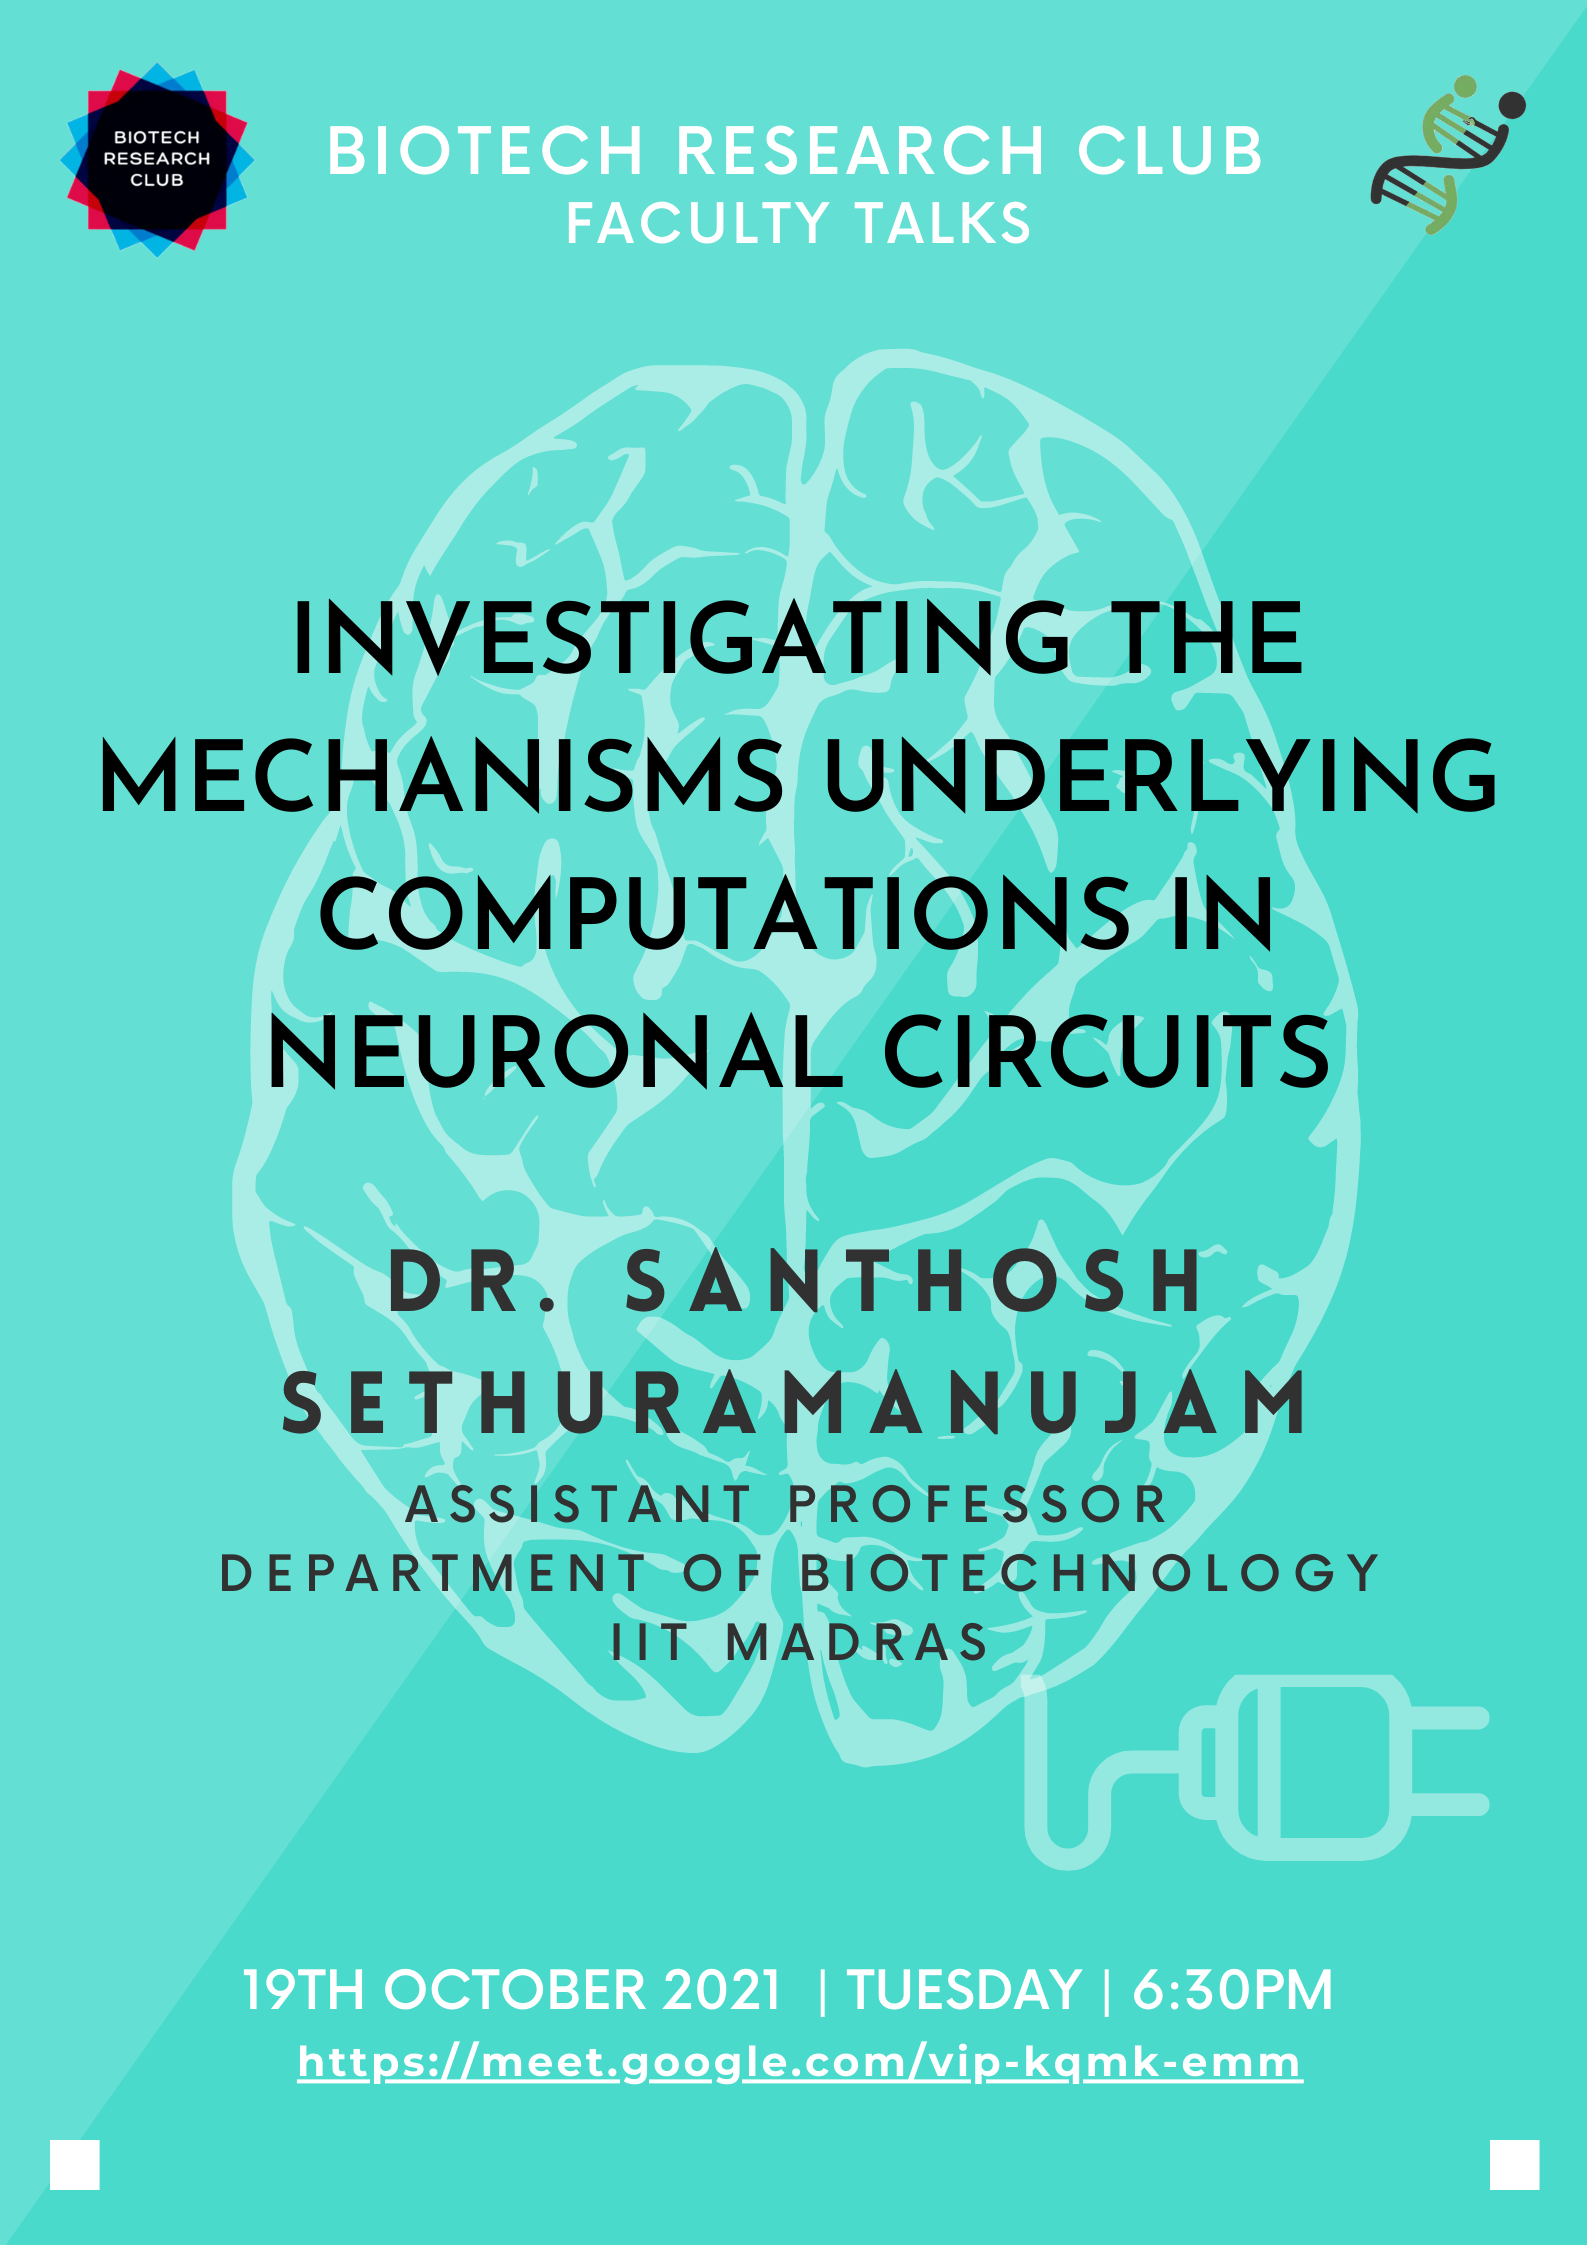 BIOTECH
RESEARCH
CLUB
BIOTECH RESEARCH CLUB
FACULTY TALKS
INVESTIGATING THE
MECHANISMS UNDERLYING
COMPUTATIONS IN
NEURONAL CIRCUITS
DR. SANTHOSH
SETHURAMANUJAM
ASSISTANT PROFESSOR
DEPARTMENT OF BIOTECHNOLOGY
IIT MADRAS
19TH OCTOBER 2021 | TUESDAY | 6:30PM
https://meet.google.com/vip-kqmk-emm